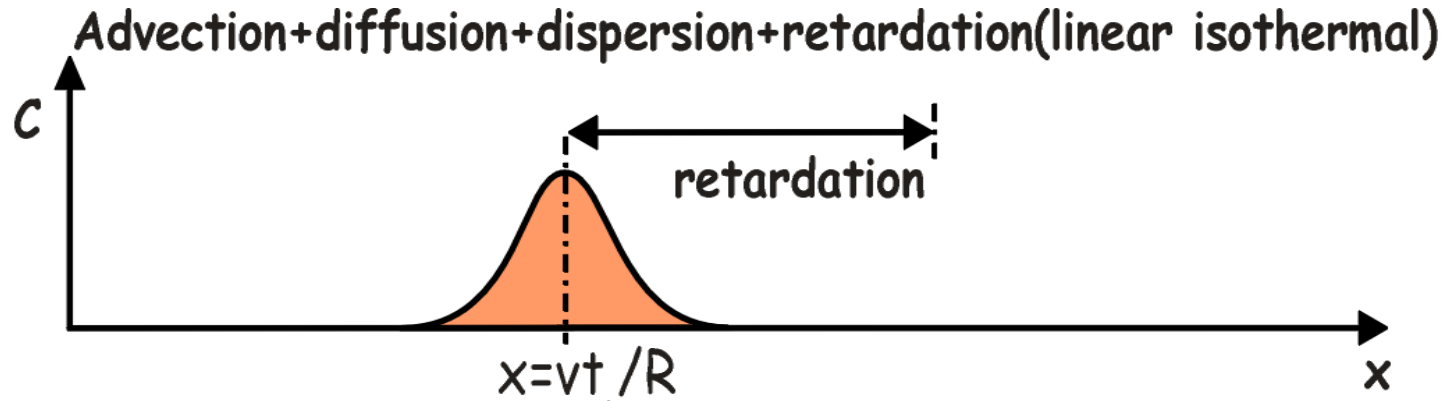 Advection+diffusion+dispersion+retardation(linear isothermal)
C
retardation
x=vt /R
x